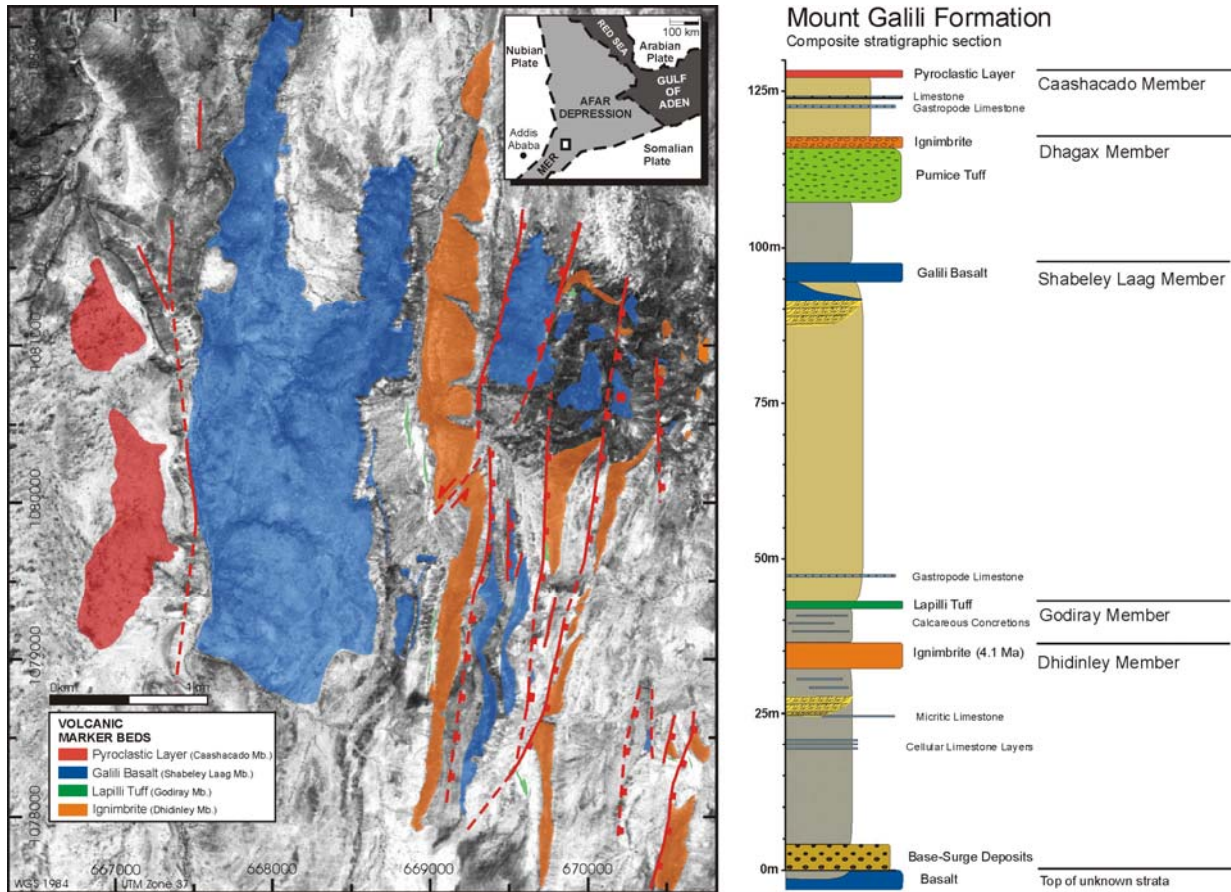 Nubian
Plate
RED SEA
Arabian
Plate
100 km
GULF
OF
ADEN
AFAR
DEPRESSION
Addis
Ababa
MER
Somalian
Plate
1081000
1080000
1079000
1078000
0km 1km
VOLCANIC
MARKER BEDS
Pyroclastic Layer (Caashacado Mb.)
Galili Basalt (Shabeley Laag Mb.)
Lapilli Tuff (Godiray Mb.)
Ignimbrite (Dhidinley Mb.)
667000 668000 669000 670000
WGS 1984 UTM Zone 37
Mount Galili Formation
Composite stratigraphic section
Pyroclastic Layer
Caashacado Member
125m
Limestone
Gastropode Limestone
Ignimbrite
Dhagax Member
Pumice Tuff
100m
Galili Basalt
Shabeley Laag Member
75m
50m
Gastropode Limestone
Lapilli Tuff
Godiray Member
Calcareous Concretions
Ignimbrite (4.1 Ma)
Dhidinley Member
25m
Micritic Limestone
Cellular Limestone Layers
Base-Surge Deposits
0m
Basalt
Top of unknown strata